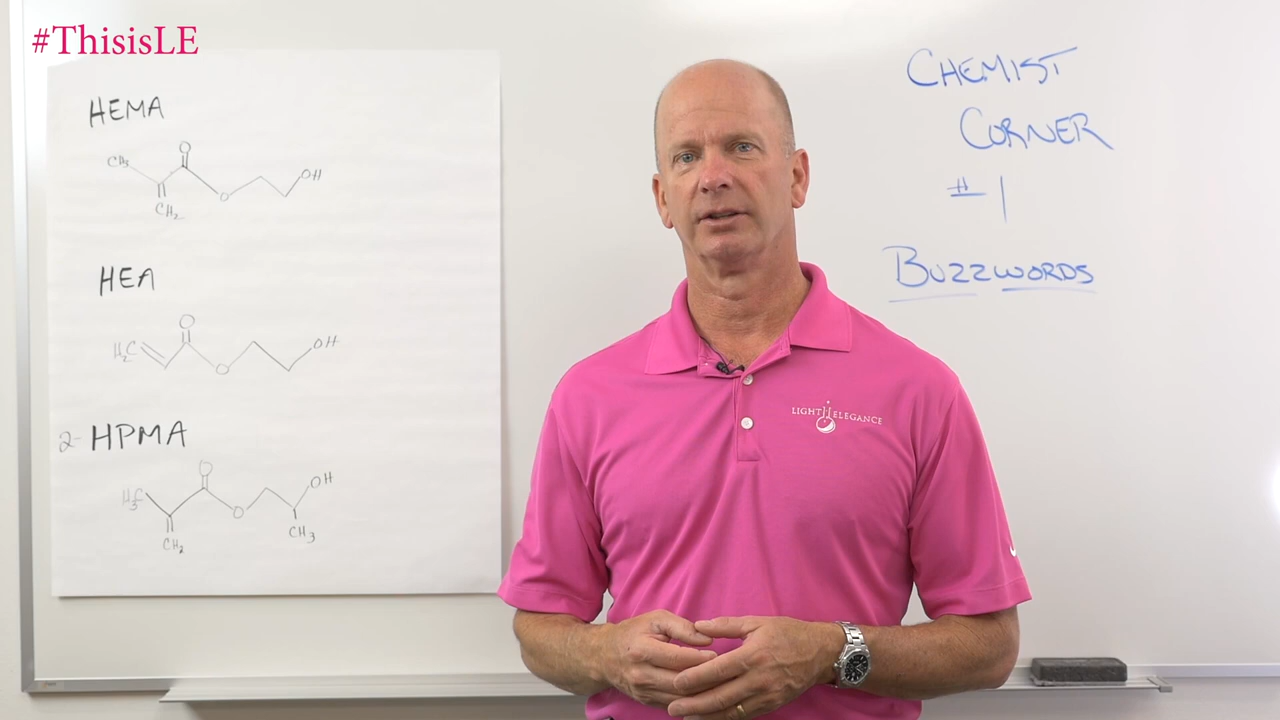 #ThisisLE
HEMA
CH3
O
O
OH
CH2
HEA
O
H2C
O
OH
2-HPMA
O
H3C
O
OH
CH2
CH3
CHEMIST
CORNER
#1
BUZZWORDS
LIGHT ELEGANCE